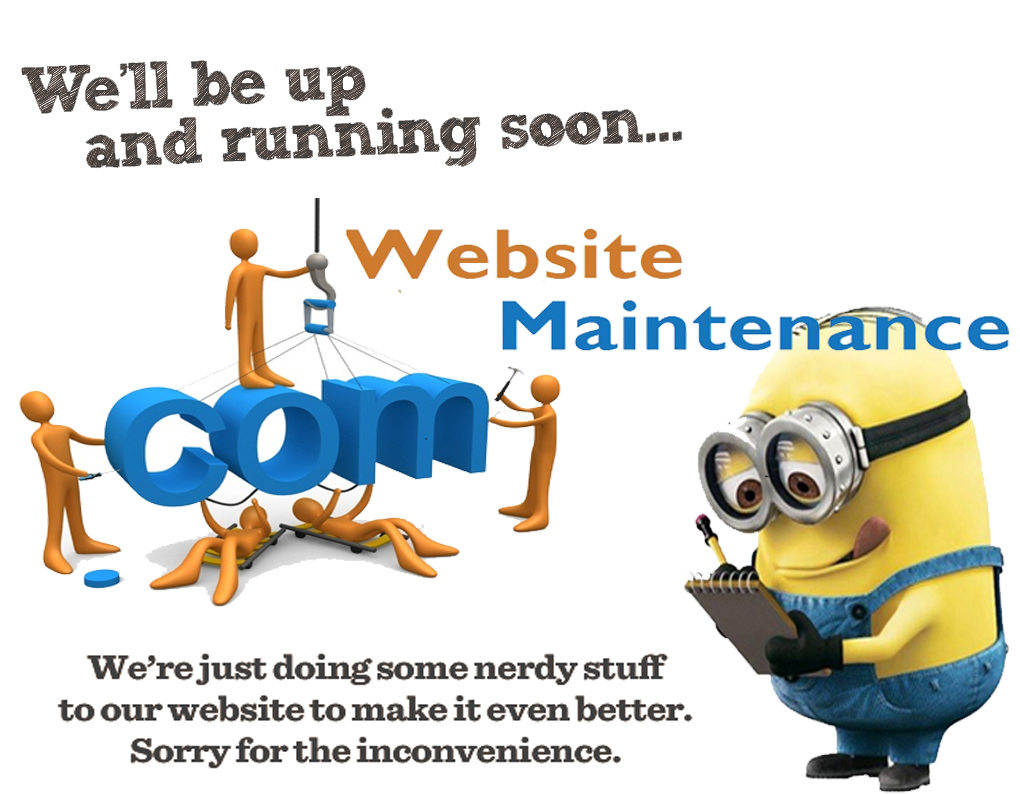 We'll be up
and running soon...
Website
Maintenance
com
We're just doing some nerdy stuff
to our website to make it even better.
Sorry for the inconvenience.